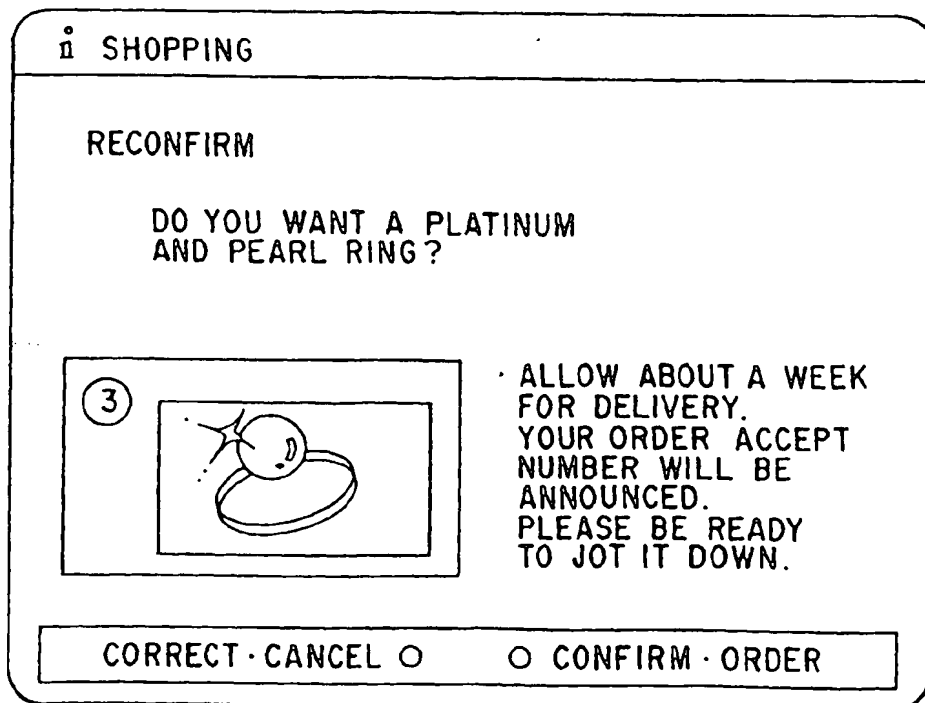 n̊ SHOPPING
RECONFIRM
DO YOU WANT A PLATINUM
AND PEARL RING?
3
ALLOW ABOUT A WEEK
FOR DELIVERY.
YOUR ORDER ACCEPT
NUMBER WILL BE
ANNOUNCED.
PLEASE BE READY
TO JOT IT DOWN.
CORRECT · CANCEL ○ ○ CONFIRM · ORDER